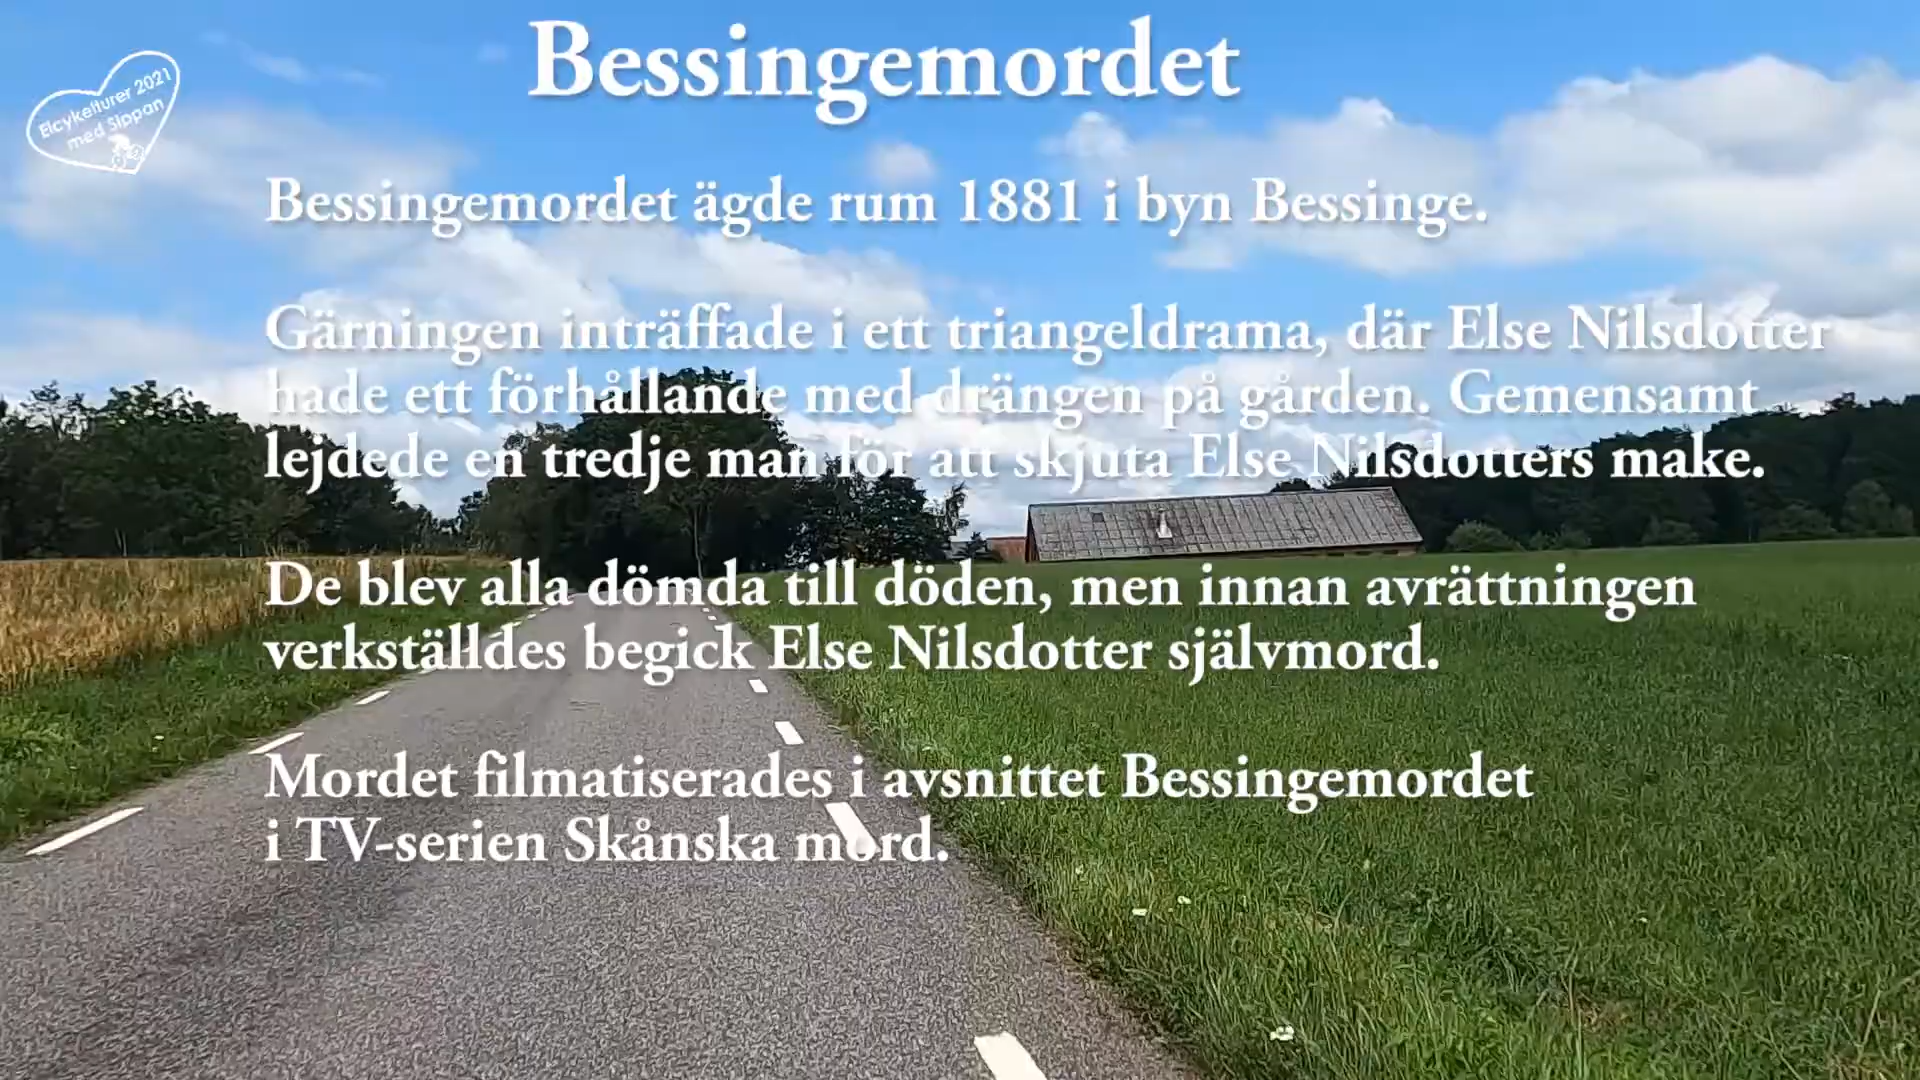 Bessingemordet
Elcykelturer 2021
med Sippan
Bessingemordet ägde rum 1881 i byn Bessinge.
Gärningen inträffade i ett triangeldrama, där Else Nilsdotter
hade ett förhållande med drängen på gården. Gemensamt
lejdede en tredje man för att skjuta Else Nilsdotters make.
De blev alla dömda till döden, men innan avrättningen
verkställdes begick Else Nilsdotter självmord.
Mordet filmatiserades i avsnittet Bessingemordet
i TV-serien Skånska mord.